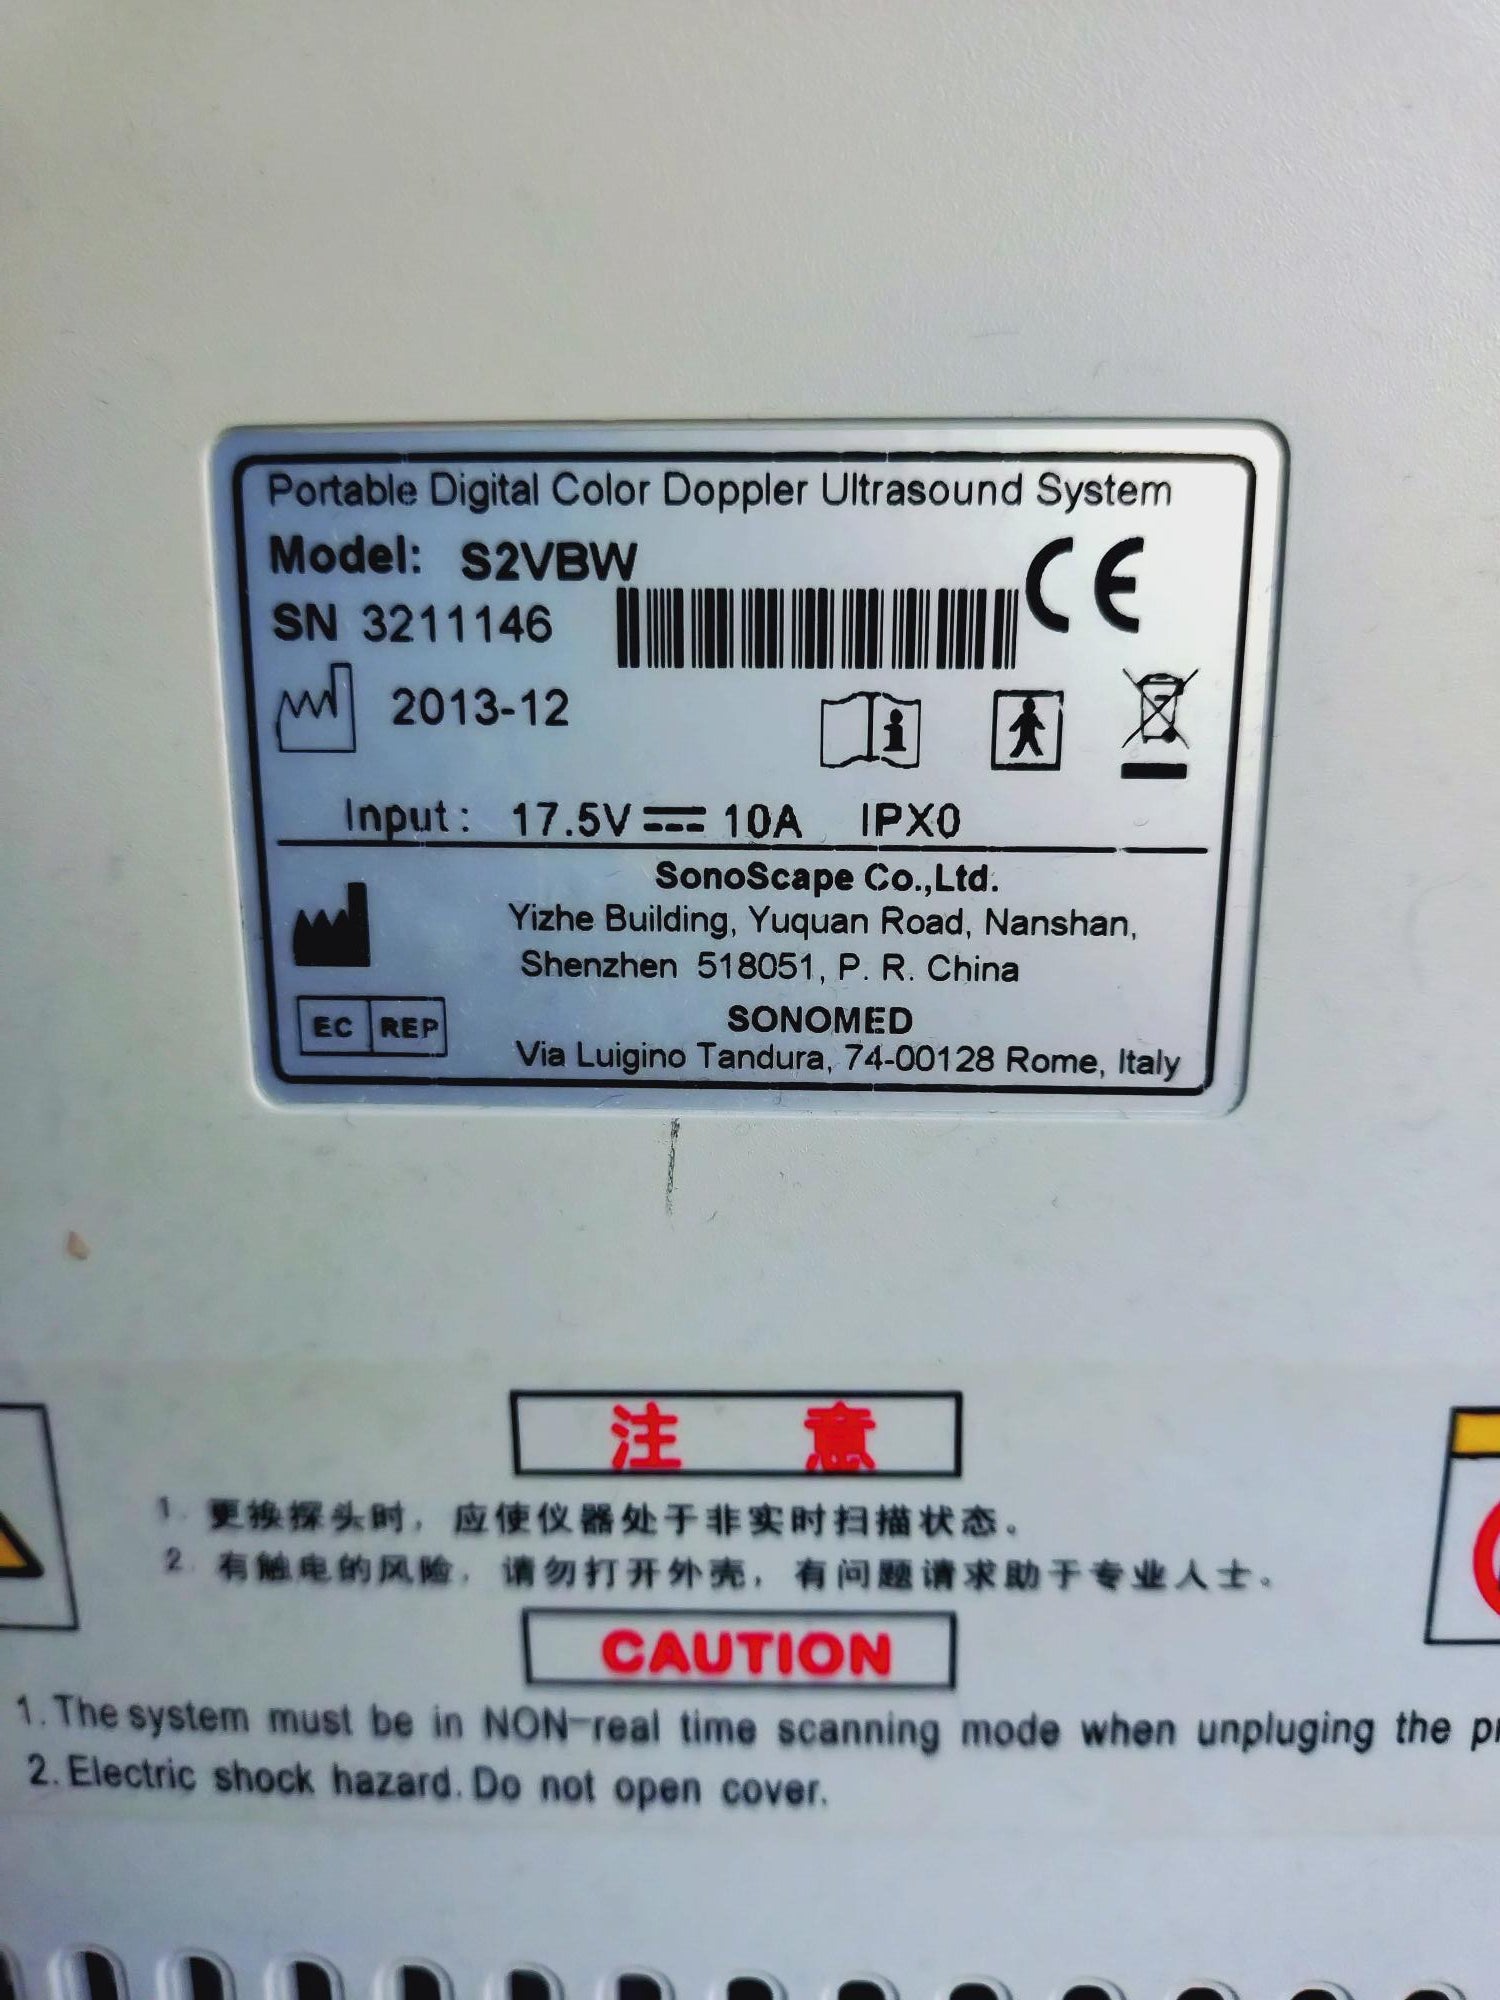 Portable Digital Color Doppler Ultrasound System
Model: S2VBW
CE
SN 3211146
2013-12
Input: 17.5V 10A IPX0
SonoScape Co.,Ltd.
Yizhe Building, Yuquan Road, Nanshan,
Shenzhen 518051, P. R. China
EC REP
SONOMED
Via Luigino Tandura, 74-00128 Rome, Italy
注 意
1. 更换探头时，应使仪器处于非实时扫描状态。
2. 有触电的风险，请勿打开外壳，有问题请求助于专业人士。
CAUTION
1. The system must be in NON-real time scanning mode when unpluging the
2. Electric shock hazard. Do not open cover.